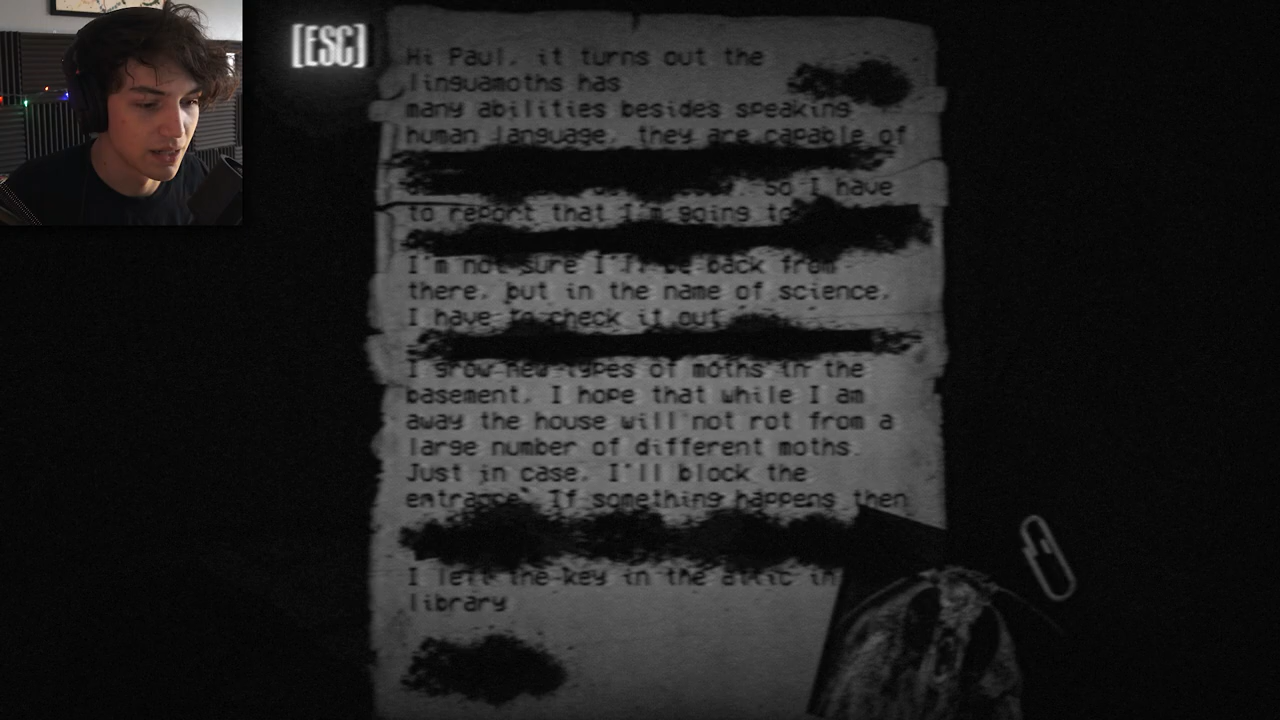 [ESC]
Hi Paul, it turns out the
linguamoths has
many abilities besides speaking
human language, they are capable of
So I have
to report that I'm going to
I'm not sure I'll be back from
there, but in the name of science,
I have to check it out
I grow new types of moths in the
basement, I hope that while I am
away the house will not rot from a
large number of different moths.
Just in case, I'll block the
entrance. If something happens then
I left the key in the attic in
library